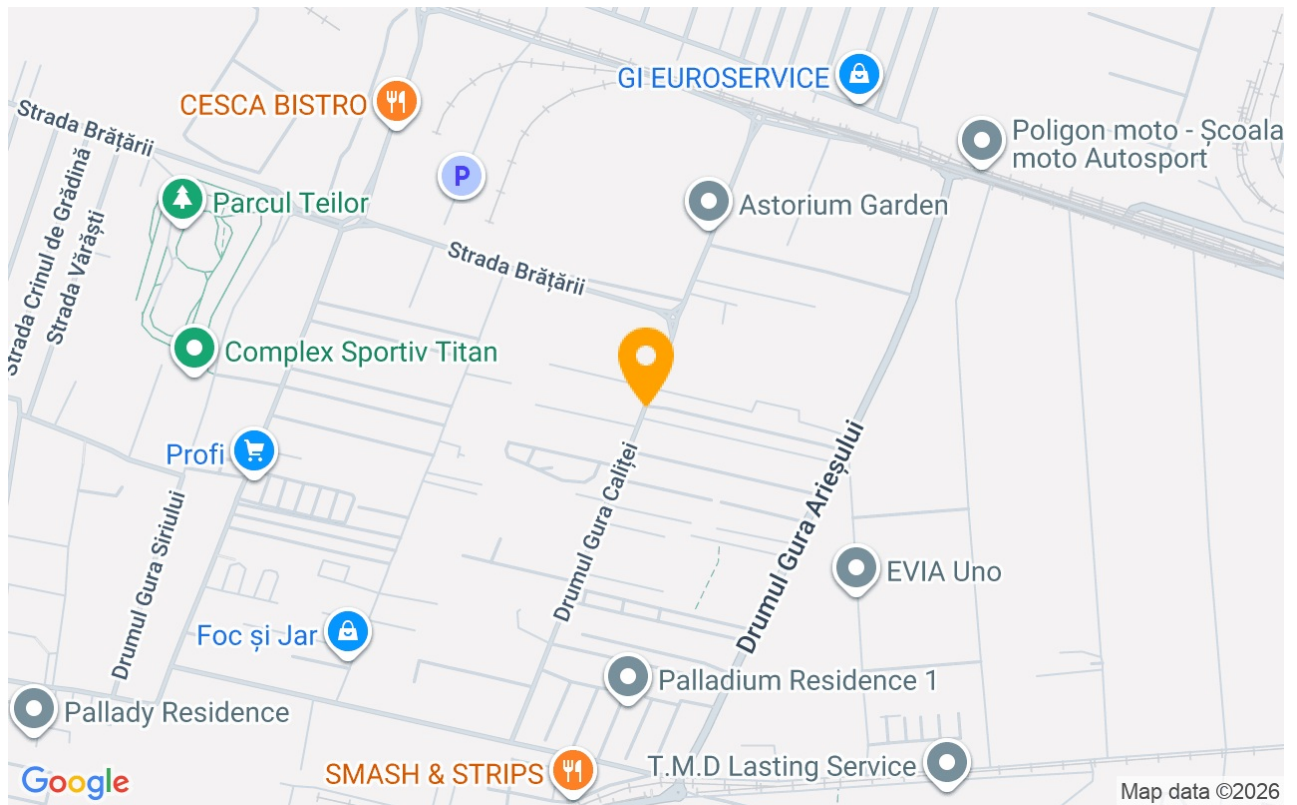 GI EUROSERVICE
CESCA BISTRO
Strada Brățării
Poligon moto - Școala
moto Autosport
P
Parcul Teilor
Astorium Garden
Strada Crinul de Grădină
Strada Vărăști
Strada Brățării
Complex Sportiv Titan
Profi
Drumul Gura Caliței
Drumul Gura Arieșului
Drumul Gura Siriului
EVIA Uno
Foc și Jar
Palladium Residence 1
Pallady Residence
SMASH & STRIPS
T.M.D Lasting Service
Google
Map data ©2026